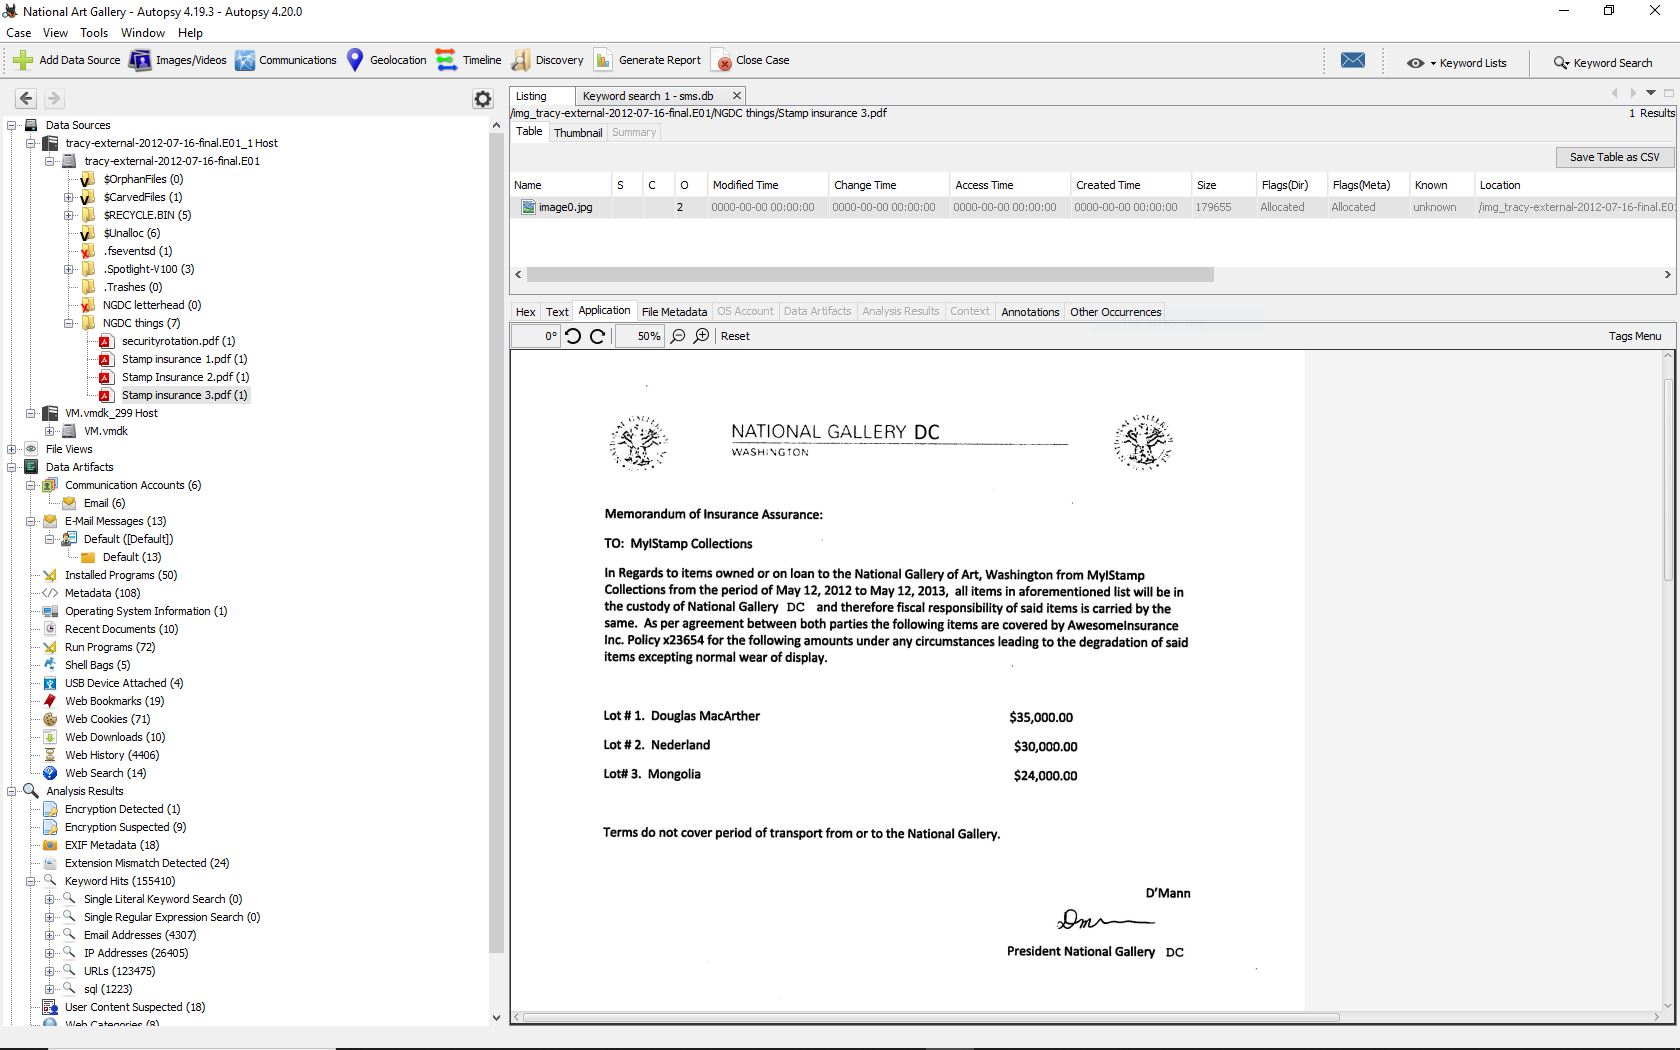 National Art Gallery - Autopsy 4.19.3 - Autopsy 4.20.0
Case View Tools Window Help
Add Data Source Images/Videos Communications Geolocation Timeline Discovery Generate Report Close Case Keyword Lists Keyword Search
Data Sources
tracy-external-2012-07-16-final.E01_1 Host
tracy-external-2012-07-16-final.E01
$OrphanFiles (0)
$CarvedFiles (1)
$RECYCLE.BIN (5)
$Unalloc (6)
.fseventsd (1)
.Spotlight-V100 (3)
.Trashes (0)
NGDC letterhead (0)
NGDC things (7)
securityrotation.pdf (1)
Stamp insurance 1.pdf (1)
Stamp Insurance 2.pdf (1)
Stamp insurance 3.pdf (1)
VM.vmdk_299 Host
VM.vmdk
File Views
Data Artifacts
Communication Accounts (6)
Email (6)
E-Mail Messages (13)
Default ([Default])
Default (13)
Installed Programs (50)
Metadata (108)
Operating System Information (1)
Recent Documents (10)
Run Programs (72)
Shell Bags (5)
USB Device Attached (4)
Web Bookmarks (19)
Web Cookies (71)
Web Downloads (10)
Web History (4406)
Web Search (14)
Analysis Results
Encryption Detected (1)
Encryption Suspected (9)
EXIF Metadata (18)
Extension Mismatch Detected (24)
Keyword Hits (155410)
Single Literal Keyword Search (0)
Single Regular Expression Search (0)
Email Addresses (4307)
IP Addresses (26405)
URLs (123475)
sql (1223)
User Content Suspected (18)
Web Categories (8)
Listing Keyword search 1 - sms.db
/img_tracy-external-2012-07-16-final.E01/NGDC things/Stamp insurance 3.pdf 1 Results
Table Thumbnail Summary
Save Table as CSV
Name S C O Modified Time Change Time Access Time Created Time Size Flags(Dir) Flags(Meta) Known Location
image0.jpg 2 0000-00-00 00:00:00 0000-00-00 00:00:00 0000-00-00 00:00:00 0000-00-00 00:00:00 179655 Allocated Allocated unknown /img_tracy-external-2012-07-16-final.E01
Hex Text Application File Metadata OS Account Data Artifacts Analysis Results Context Annotations Other Occurrences
0° 50% Reset Tags Menu
NATIONAL GALLERY DC
WASHINGTON
Memorandum of Insurance Assurance:
TO: MyIStamp Collections
In Regards to items owned or on loan to the National Gallery of Art, Washington from MyIStamp
Collections from the period of May 12, 2012 to May 12, 2013, all items in aforementioned list will be in
the custody of National Gallery DC and therefore fiscal responsibility of said items is carried by the
same. As per agreement between both parties the following items are covered by AwesomeInsurance
Inc. Policy x23654 for the following amounts under any circumstances leading to the degradation of said
items excepting normal wear of display.
Lot # 1. Douglas MacArther $35,000.00
Lot # 2. Nederland $30,000.00
Lot# 3. Mongolia $24,000.00
Terms do not cover period of transport from or to the National Gallery.
D'Mann
President National Gallery DC